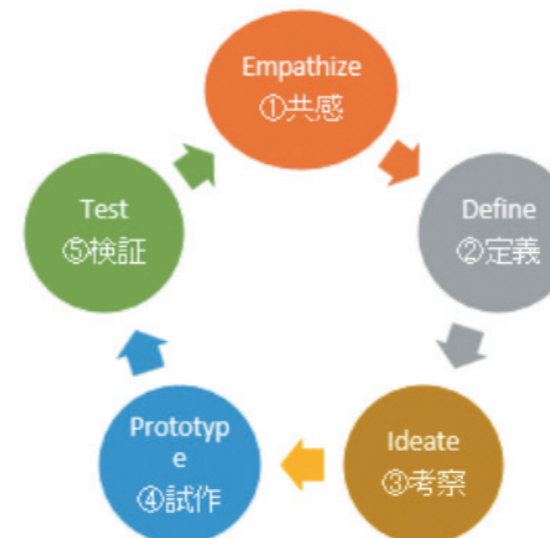 Empathize
①共感
Define
②定義
Ideate
③考察
Prototyp
e
④試作
Test
⑤検証